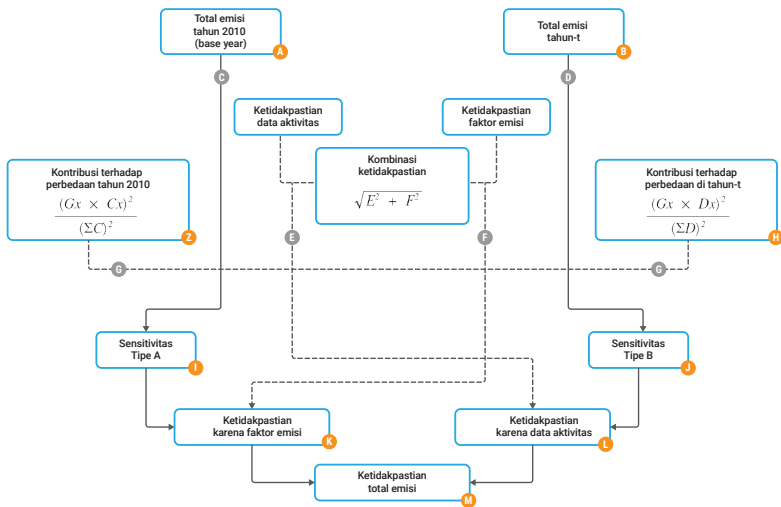 Total emisi
tahun 2010
(base year)
A
Total emisi
tahun-t
B
C
D
Ketidakpastian
data aktivitas
Ketidakpastian
faktor emisi
Kontribusi terhadap
perbedaan tahun 2010
(Gx × Cx)²
(ΣC)²
Z
Kombinasi
ketidakpastian
√E² + F²
Kontribusi terhadap
perbedaan di tahun-t
(Gx × Dx)²
(ΣD)²
H
E
F
G
G
Sensitivitas
Tipe A
I
Sensitivitas
Tipe B
J
Ketidakpastian
karena faktor emisi
K
Ketidakpastian
karena data aktivitas
L
Ketidakpastian
total emisi
M